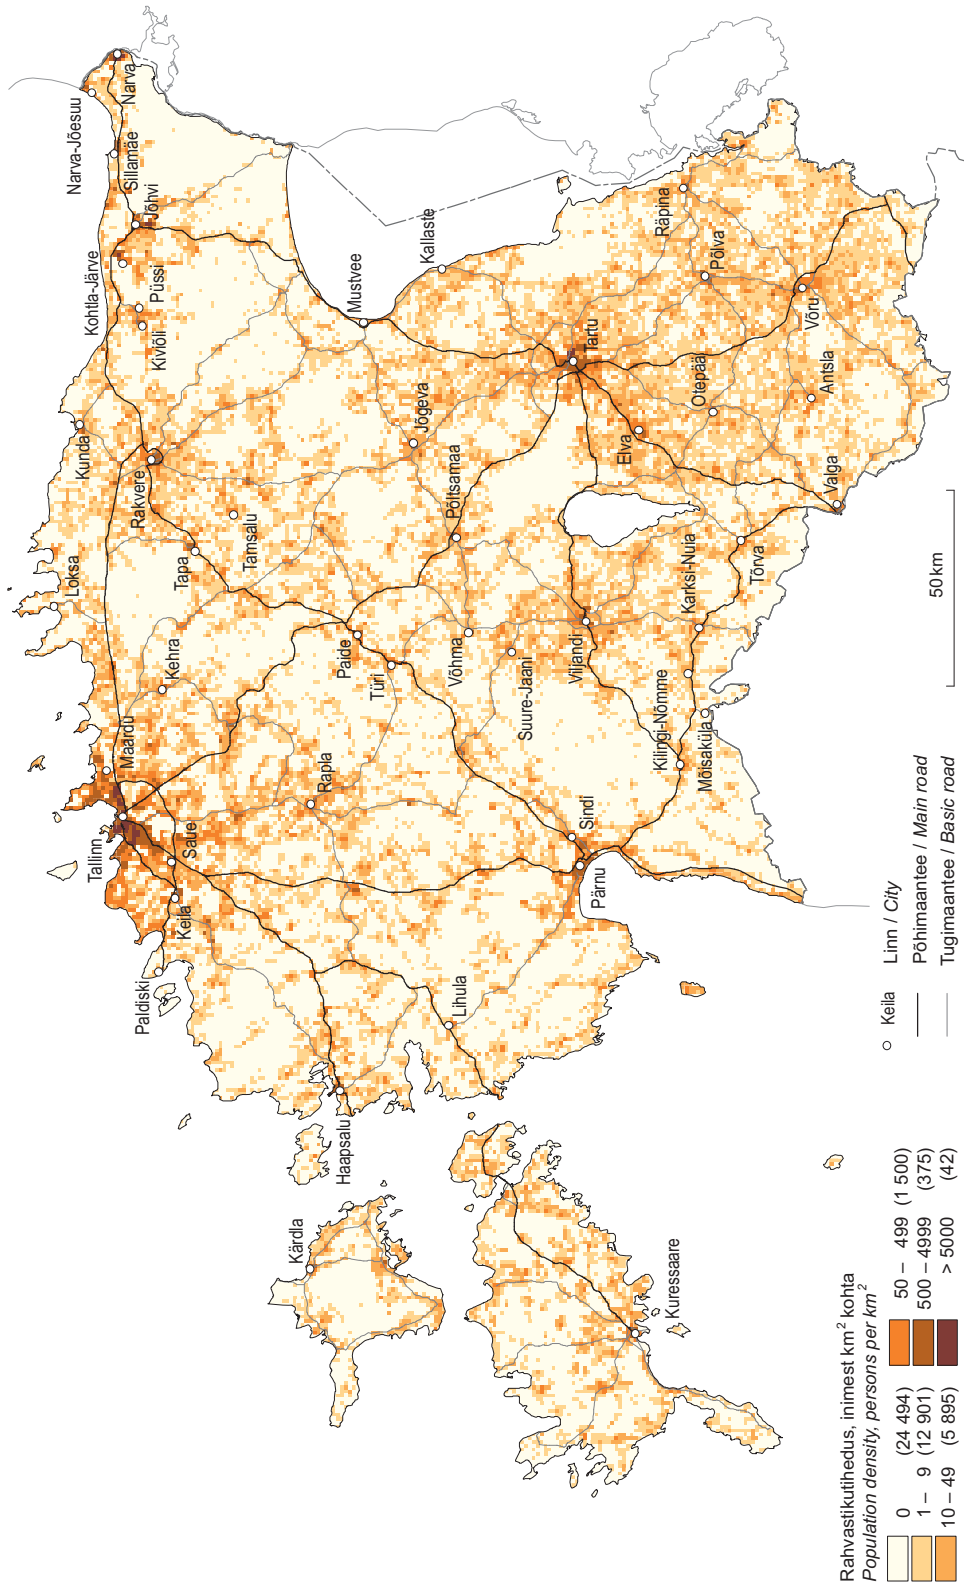 Narva-Jõesuu
Narva
Sillamäe
Jõhvi
Kohtla-Järve
Püssi
Kiviõli
Kunda
Rakvere
Loksa
Tapa
Tamsalu
Kehra
Maardu
Tallinn
Saue
Keila
Paldiski
Mustvee
Kallaste
Jõgeva
Põltsamaa
Paide
Türi
Võhma
Suure-Jaani
Rapla
Haapsalu
Lihula
Kärdla
Kuressaare
Pärnu
Sindi
Viljandi
Kilingi-Nõmme
Mõisaküla
Karksi-Nuia
Tõrva
Valga
Tartu
Elva
Otepää
Antsla
Võru
Põlva
Räpina
50 km
Rahvastikutihedus, inimest km² kohta
Population density, persons per km²
0 (24 494)
1 – 9 (12 901)
10 – 49 (5 895)
50 – 499 (1 500)
500 – 4999 (375)
> 5000 (42)
Keila Linn / City
Põhimaantee / Main road
Tugimaantee / Basic road